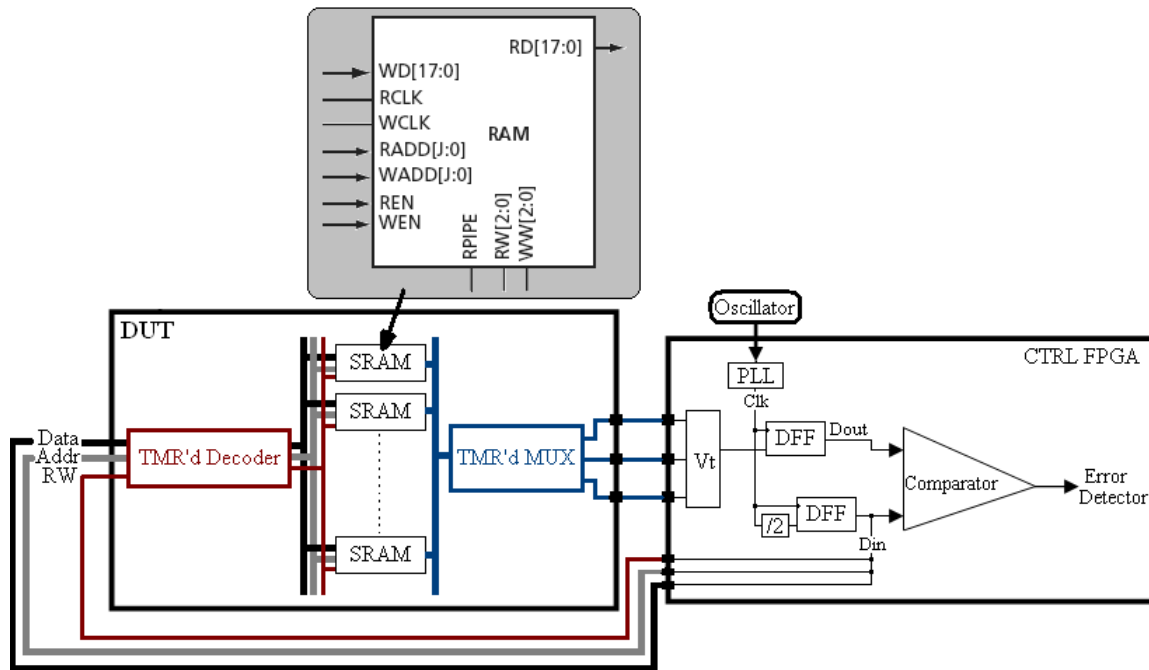 RD[17:0]
WD[17:0]
RCLK
WCLK
RAM
RADD[J:0]
WADD[J:0]
REN
WEN
RPIPE
RW[2:0]
WW[2:0]
Oscillator
DUT
CTRL FPGA
SRAM
PLL
Clk
SRAM
Data
Addr
RW
TMR'd Decoder
TMR'd MUX
Vt
DFF
Dout
Comparator
Error
Detector
/2
DFF
Din
SRAM